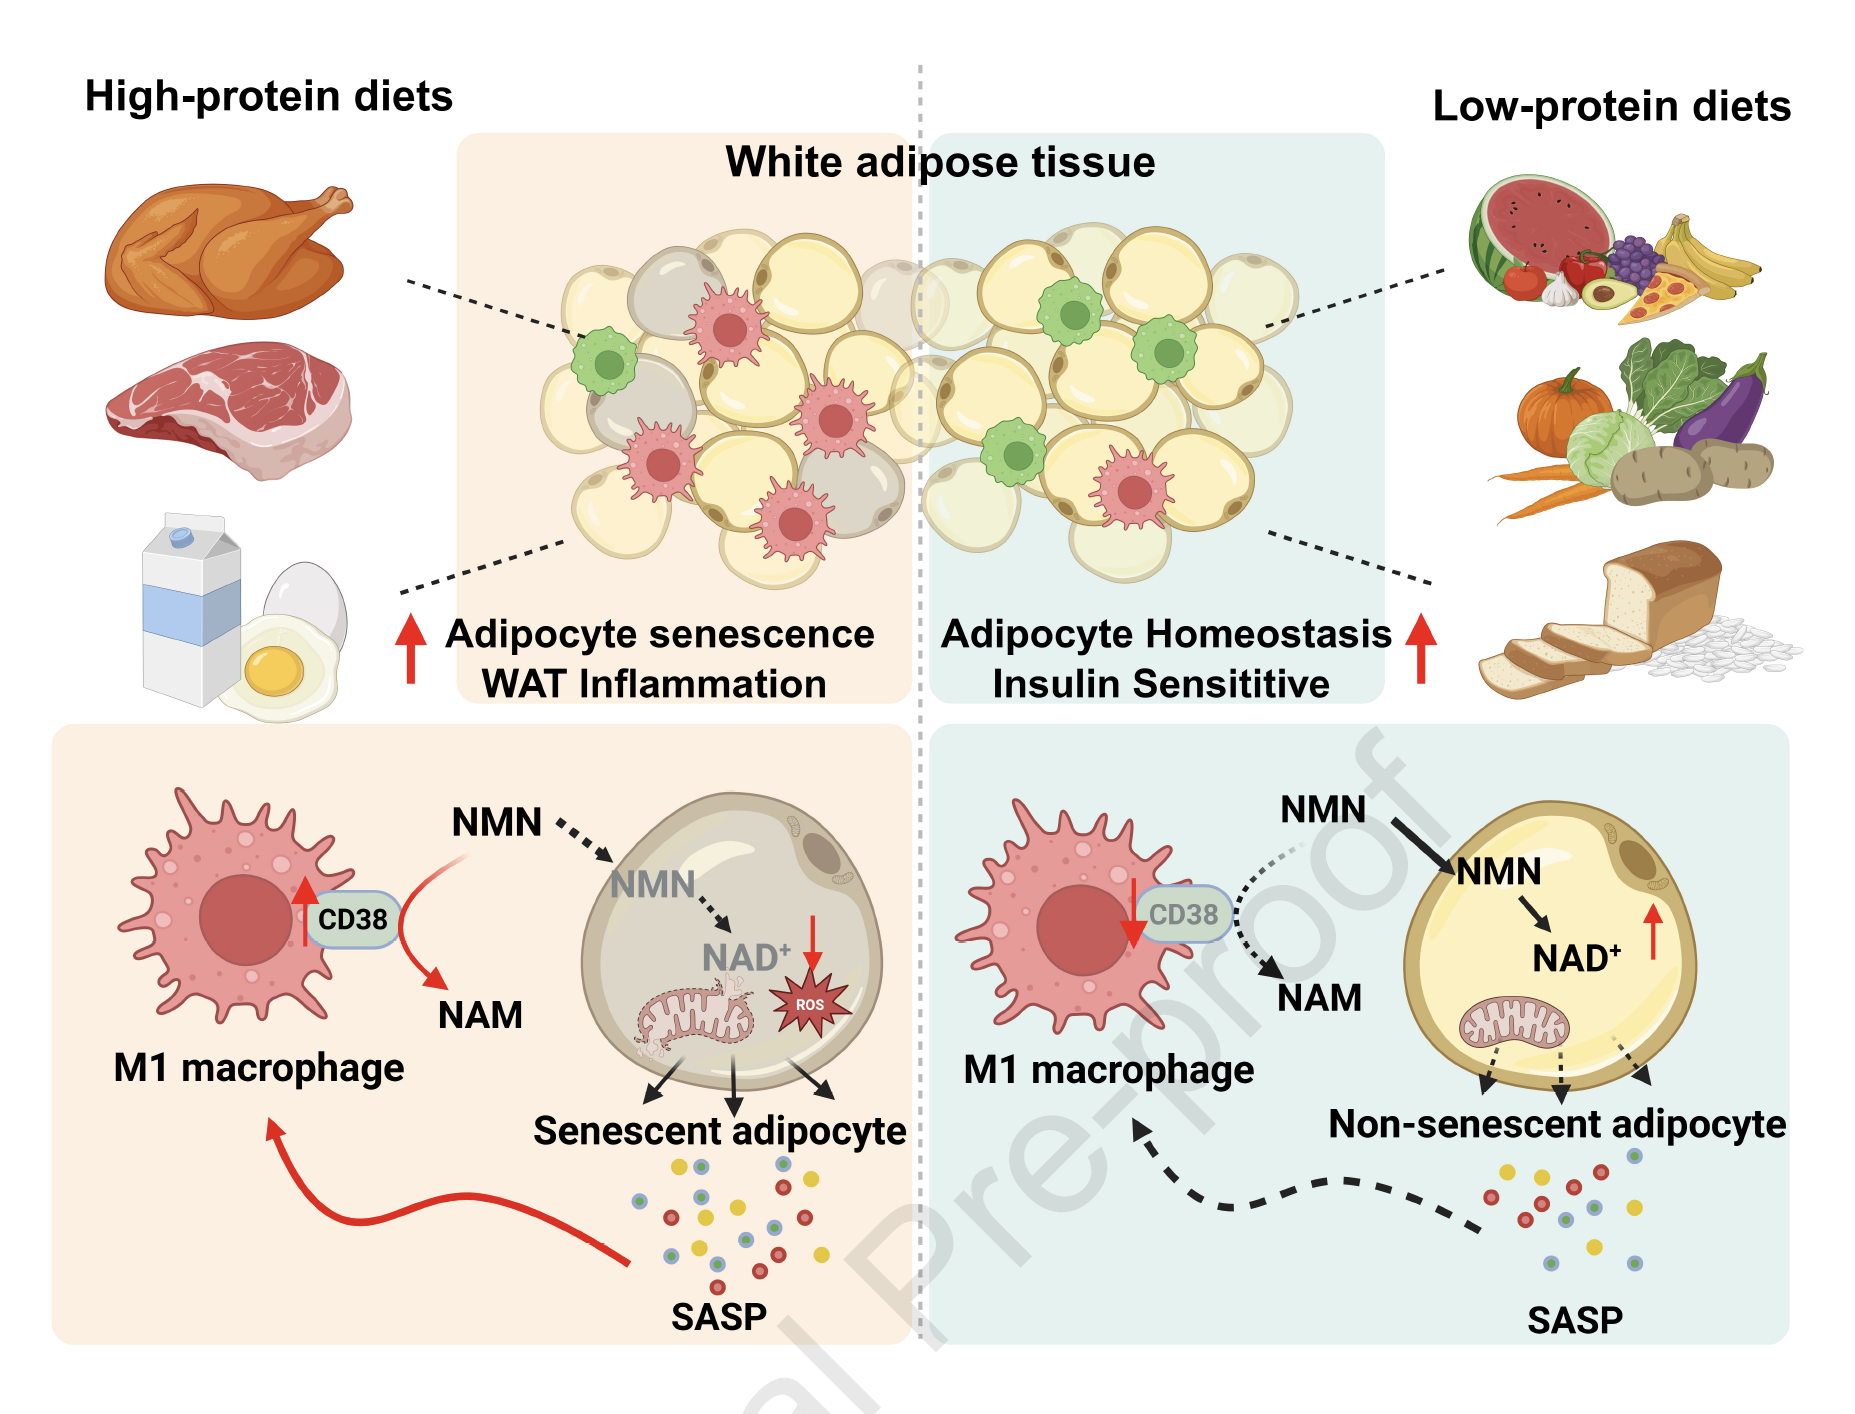 High-protein diets
Low-protein diets
White adipose tissue
Adipocyte senescence
WAT Inflammation
Adipocyte Homeostasis
Insulin Sensititive
NMN
NMN
NAD+
CD38
ROS
NAM
M1 macrophage
Senescent adipocyte
SASP
NMN
NMN
CD38
NAD+
NAM
M1 macrophage
Non-senescent adipocyte
SASP
al Pre-proof